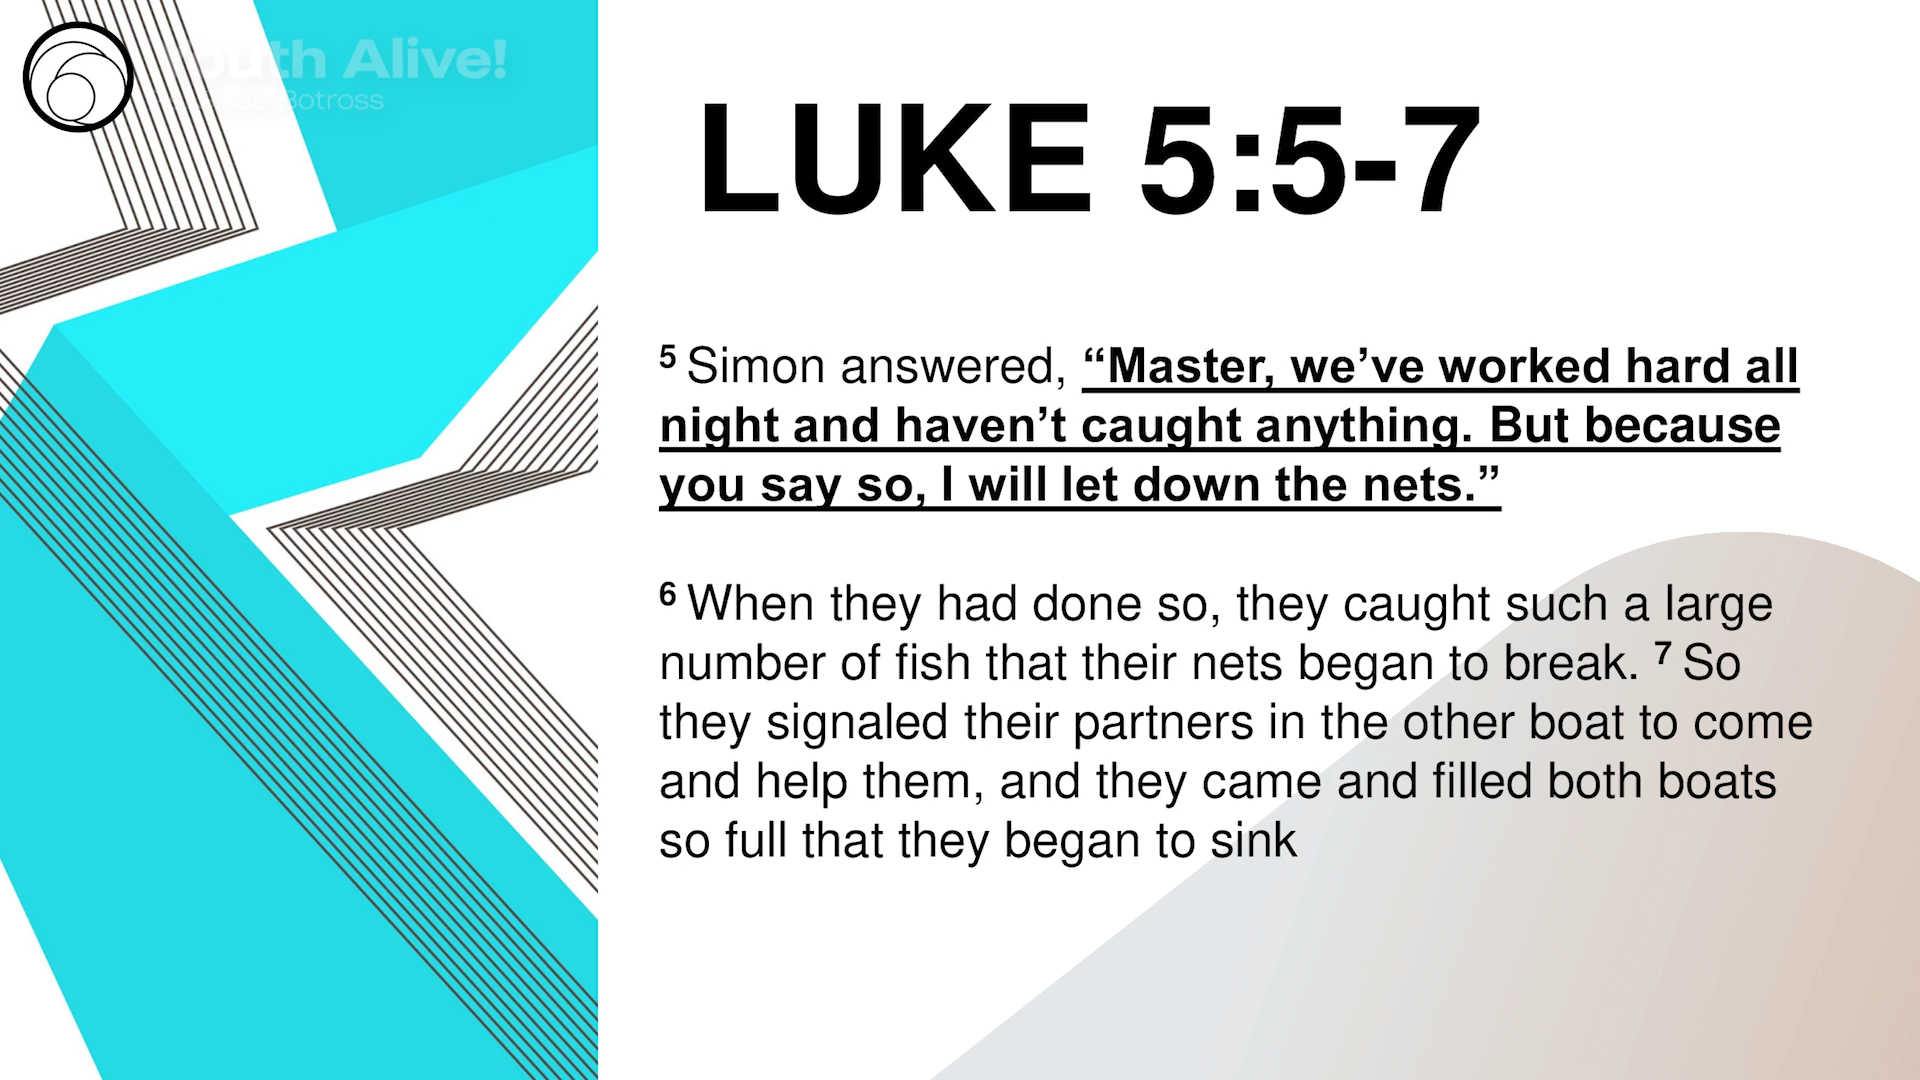 Youth Alive!
Botross
LUKE 5:5-7
5 Simon answered, “Master, we’ve worked hard all
night and haven’t caught anything. But because
you say so, I will let down the nets.”
6 When they had done so, they caught such a large
number of fish that their nets began to break. 7 So
they signaled their partners in the other boat to come
and help them, and they came and filled both boats
so full that they began to sink